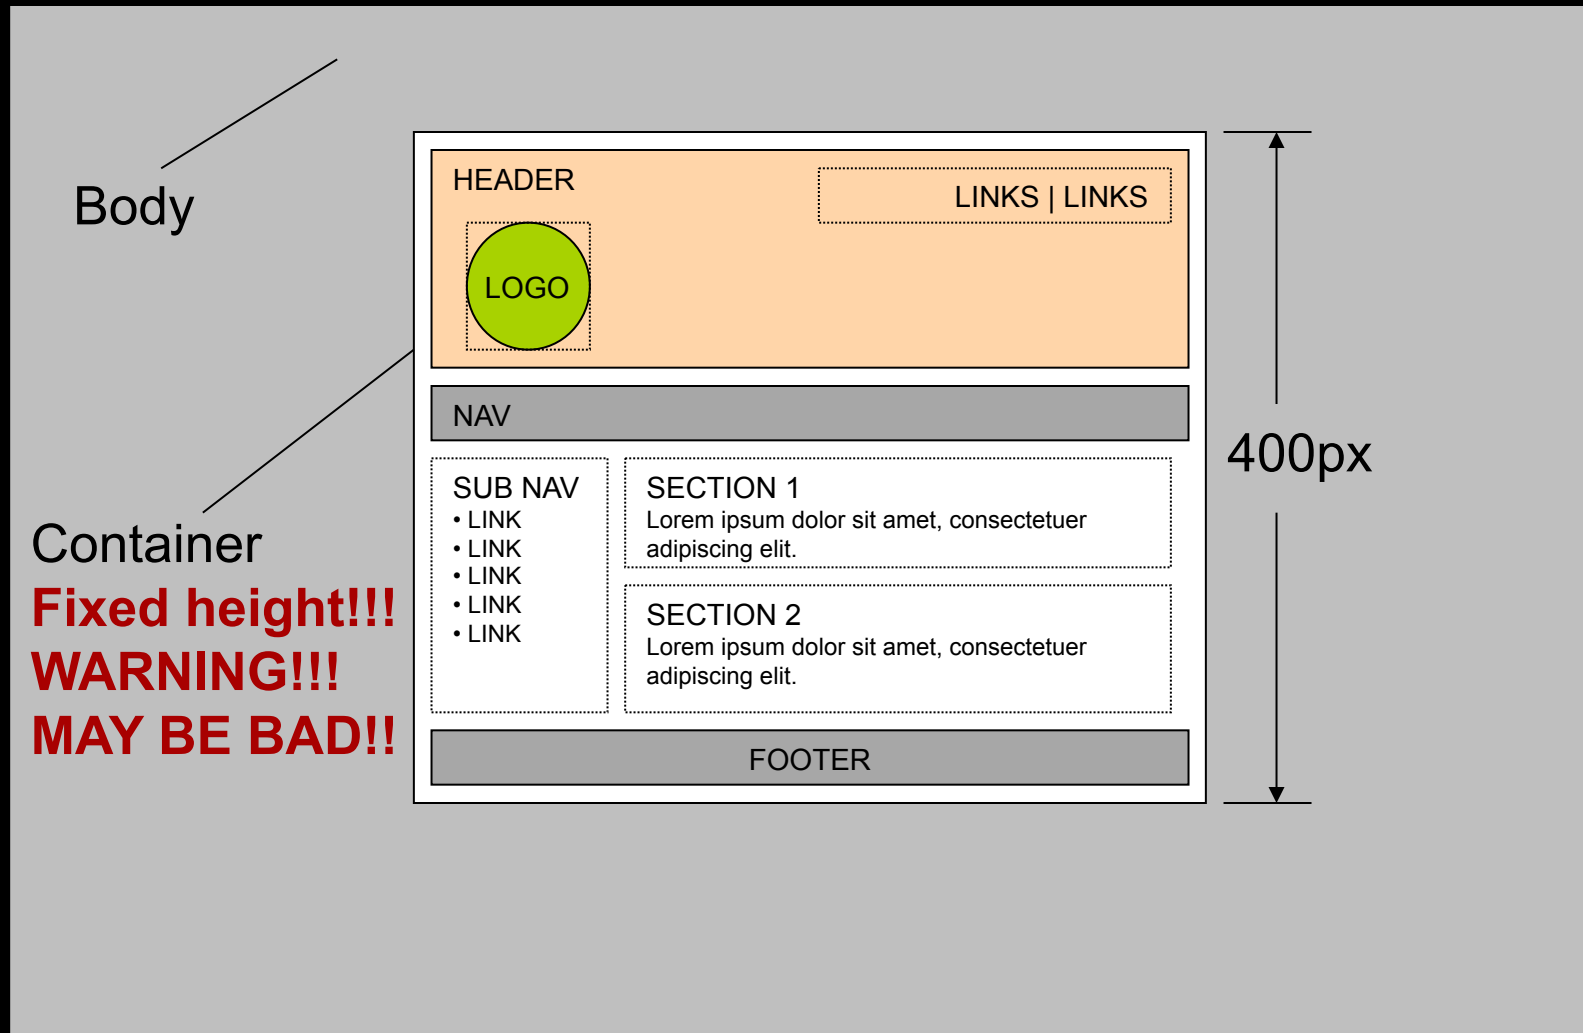 Body
HEADER
LINKS | LINKS
LOGO
NAV
400px
SUB NAV
• LINK
• LINK
• LINK
• LINK
• LINK
SECTION 1
Lorem ipsum dolor sit amet, consectetuer
adipiscing elit.
SECTION 2
Lorem ipsum dolor sit amet, consectetuer
adipiscing elit.
Container
Fixed height!!!
WARNING!!!
MAY BE BAD!!
FOOTER